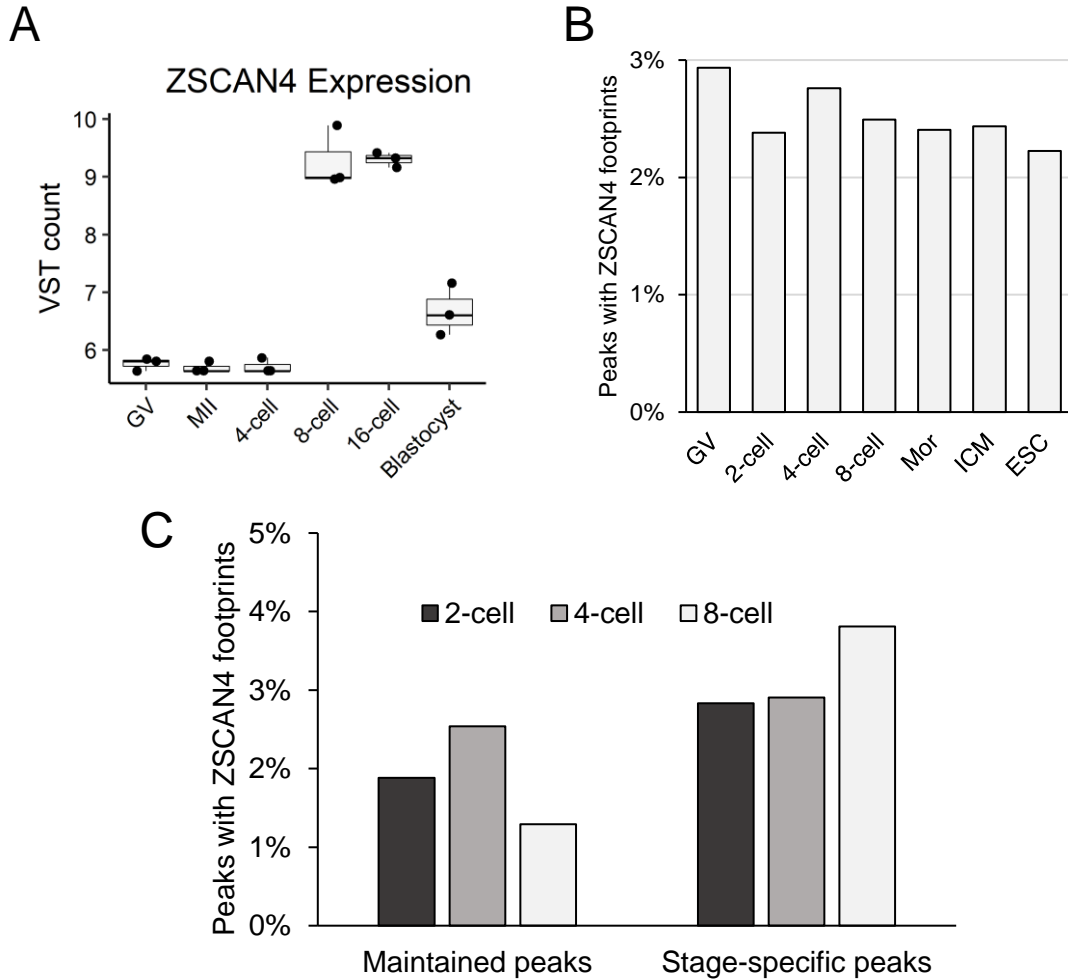 A
ZSCAN4 Expression
VST count
10
9
8
7
6
GV
MII
4-cell
8-cell
16-cell
Blastocyst
B
Peaks with ZSCAN4 footprints
3%
2%
1%
0%
GV
2-cell
4-cell
8-cell
Mor
ICM
ESC
C
Peaks with ZSCAN4 footprints
5%
4%
3%
2%
1%
0%
2-cell 4-cell 8-cell
Maintained peaks Stage-specific peaks